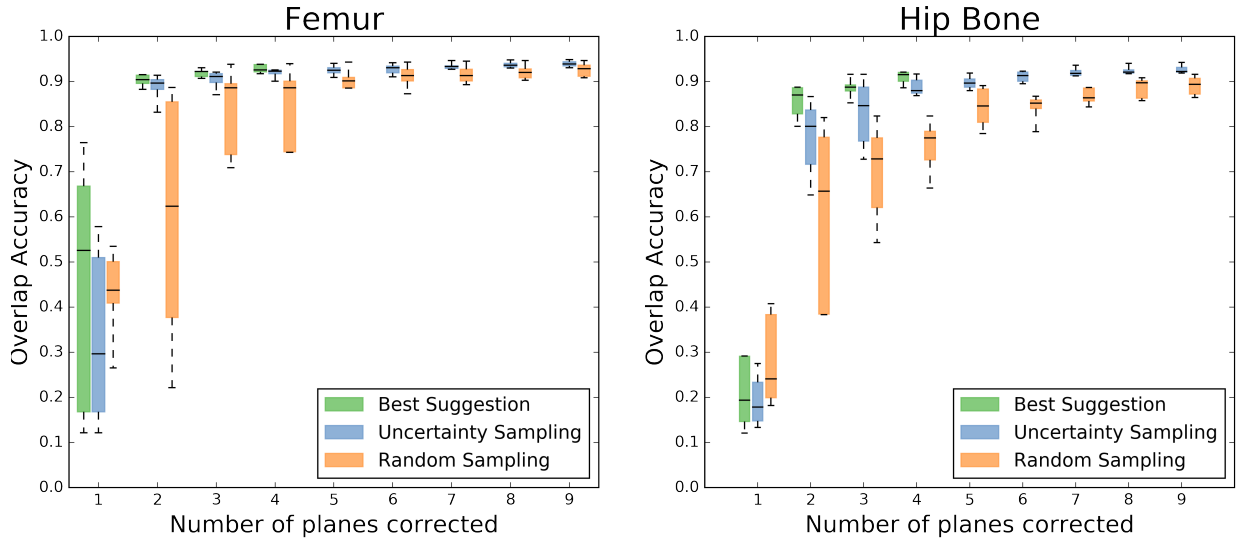 Femur
1.0
0.9
0.8
0.7
0.6
0.5
0.4
0.3
0.2
0.1
0.0
Overlap Accuracy
1 2 3 4 5 6 7 8 9
Number of planes corrected
Best Suggestion
Uncertainty Sampling
Random Sampling
Hip Bone
1.0
0.9
0.8
0.7
0.6
0.5
0.4
0.3
0.2
0.1
0.0
Overlap Accuracy
1 2 3 4 5 6 7 8 9
Number of planes corrected
Best Suggestion
Uncertainty Sampling
Random Sampling